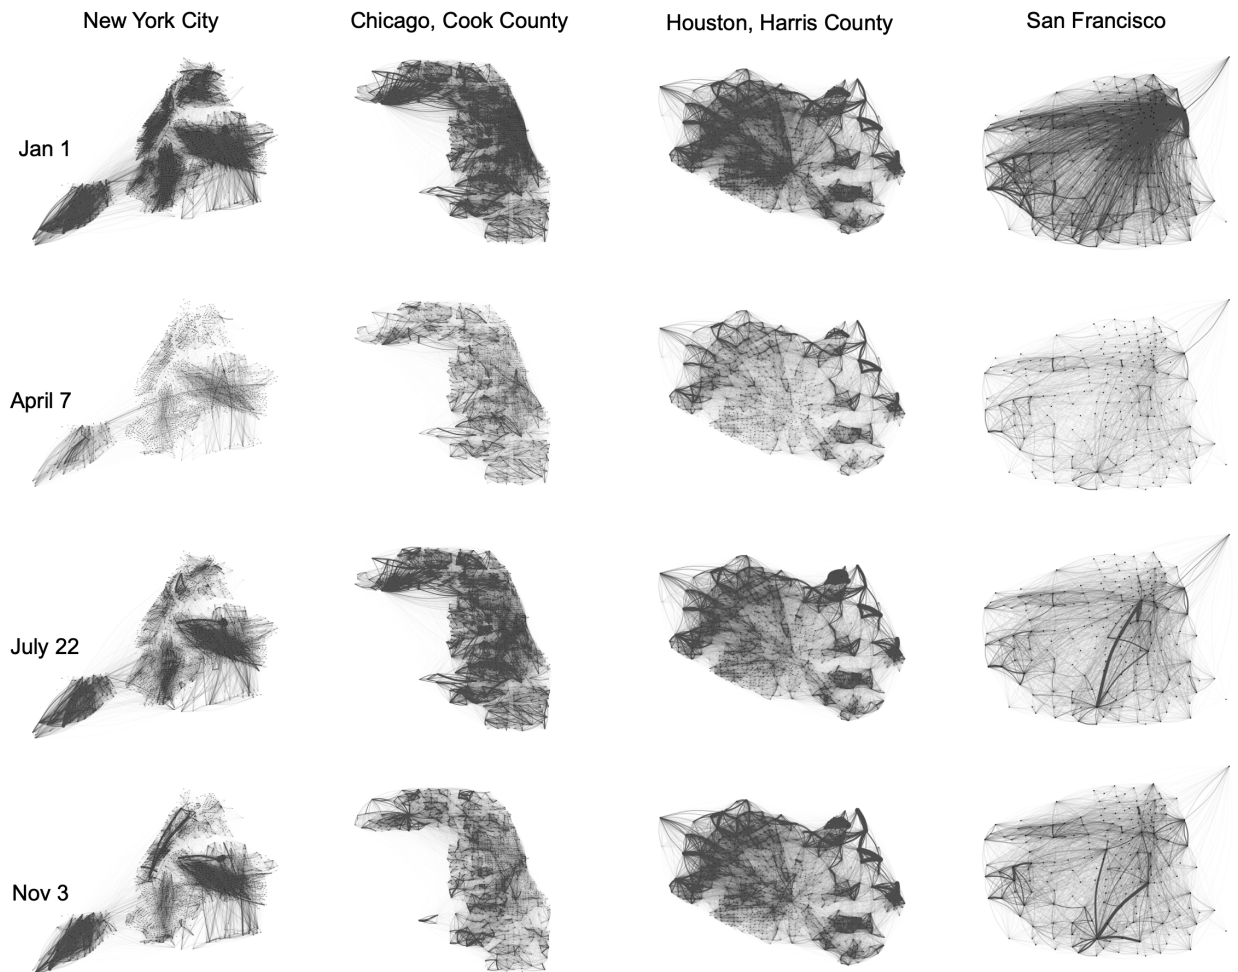 New York City
Chicago, Cook County
Houston, Harris County
San Francisco
Jan 1
April 7
July 22
Nov 3